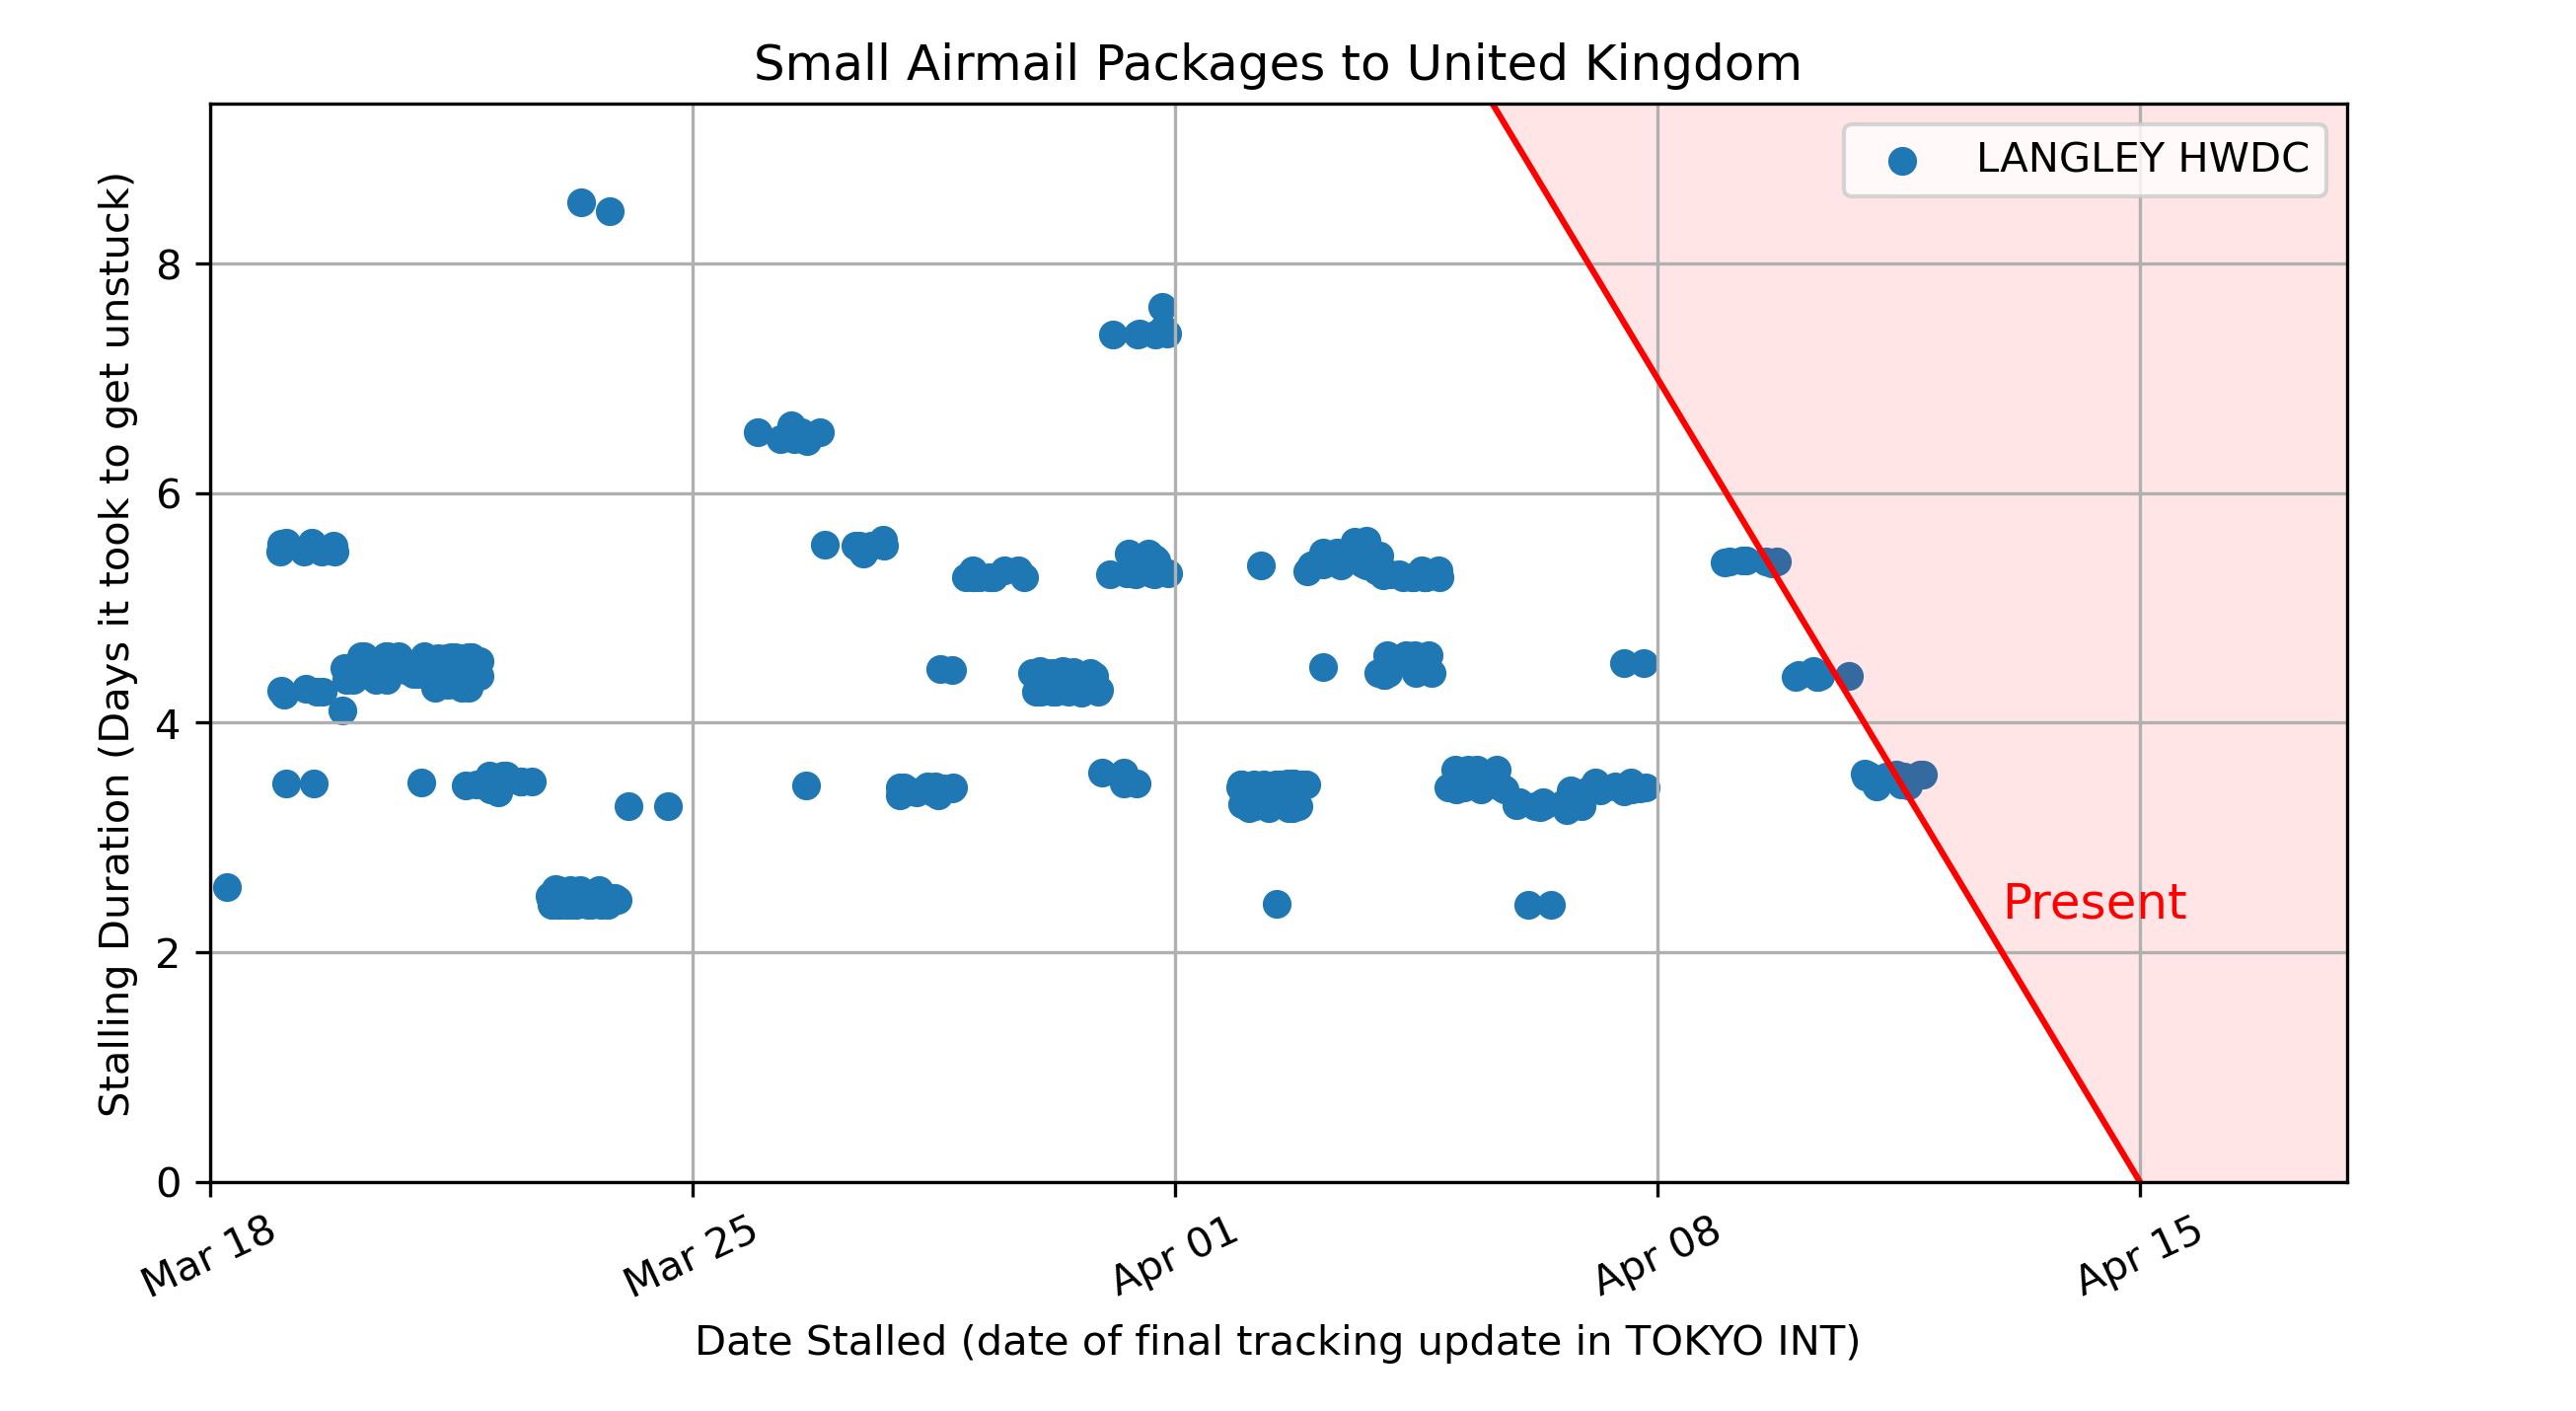 Small Airmail Packages to United Kingdom
LANGLEY HWDC
Stalling Duration (Days it took to get unstuck)
8
6
4
2
0
Present
Mar 18
Mar 25
Apr 01
Apr 08
Apr 15
Date Stalled (date of final tracking update in TOKYO INT)